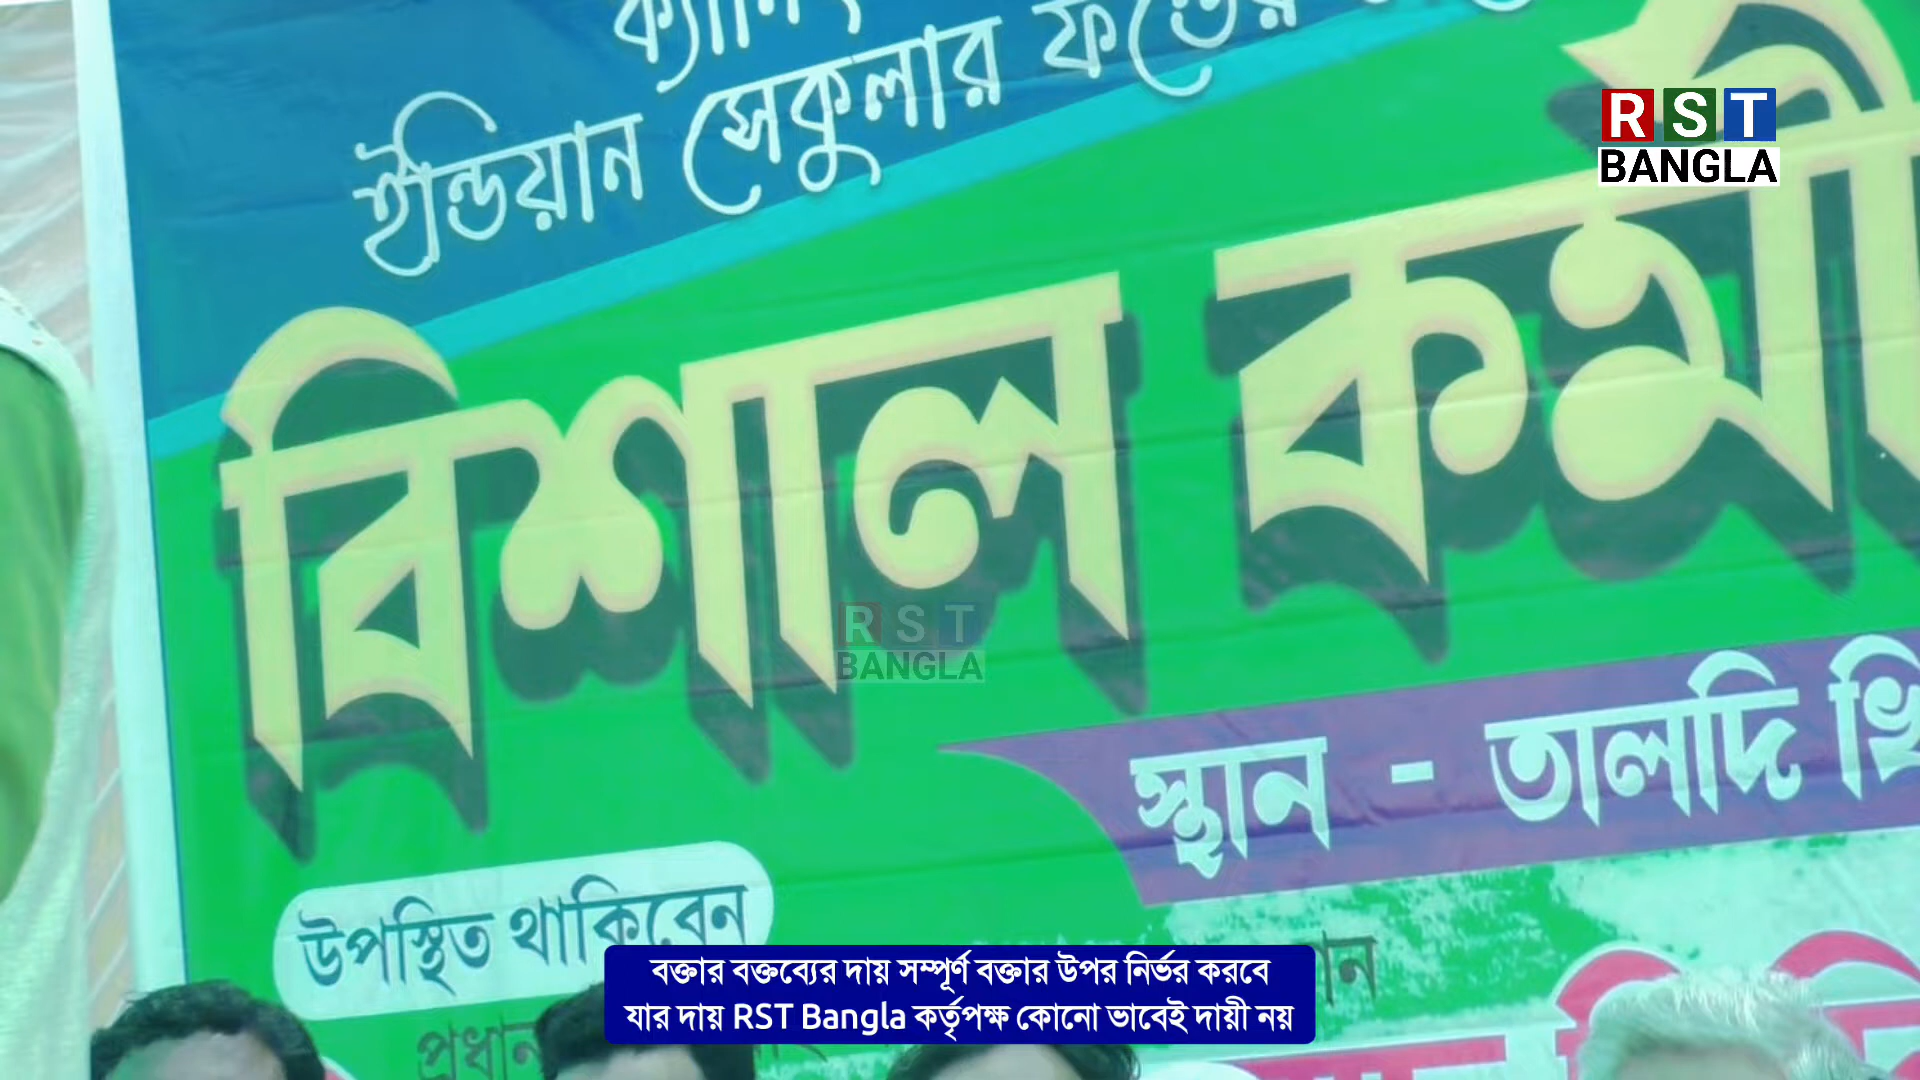 ইন্ডিয়ান সেকুলার ফ্রন্টের
RST
BANGLA
বিশাল কর্মী
RST
BANGLA
স্থান - তালদি
উপস্থিত থাকিবেন
প্রধান
বক্তার বক্তব্যের দায় সম্পূর্ণ বক্তার উপর নির্ভর করবে
যার দায় RST Bangla কর্তৃপক্ষ কোনো ভাবেই দায়ী নয়